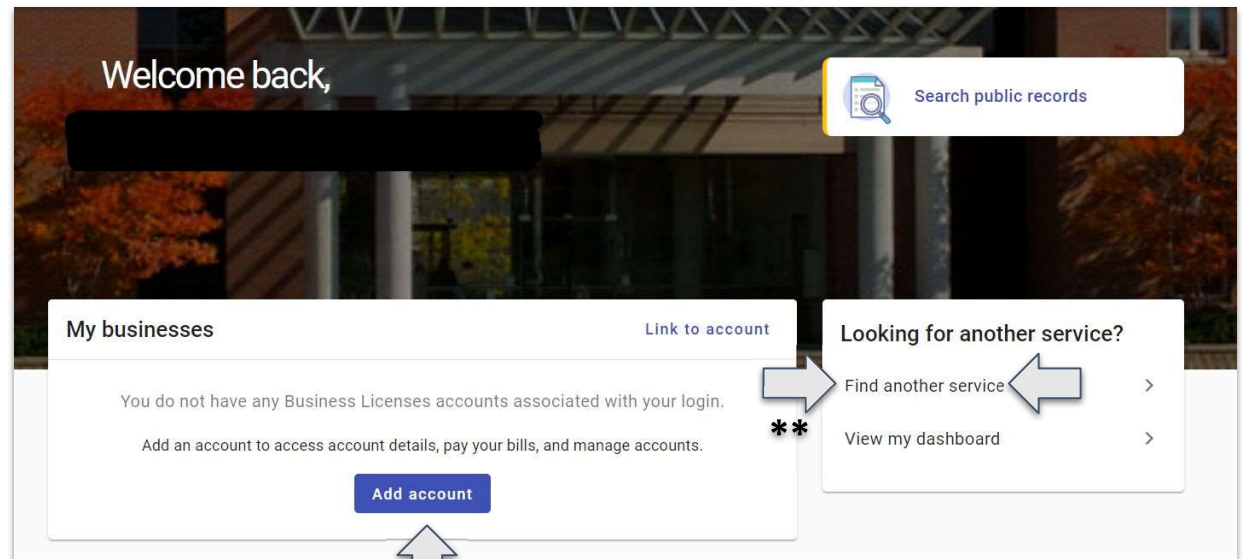 Welcome back,
Search public records
My businesses
Link to account
You do not have any Business Licenses accounts associated with your login.
Add an account to access account details, pay your bills, and manage accounts.
Add account
Looking for another service?
Find another service
**
View my dashboard